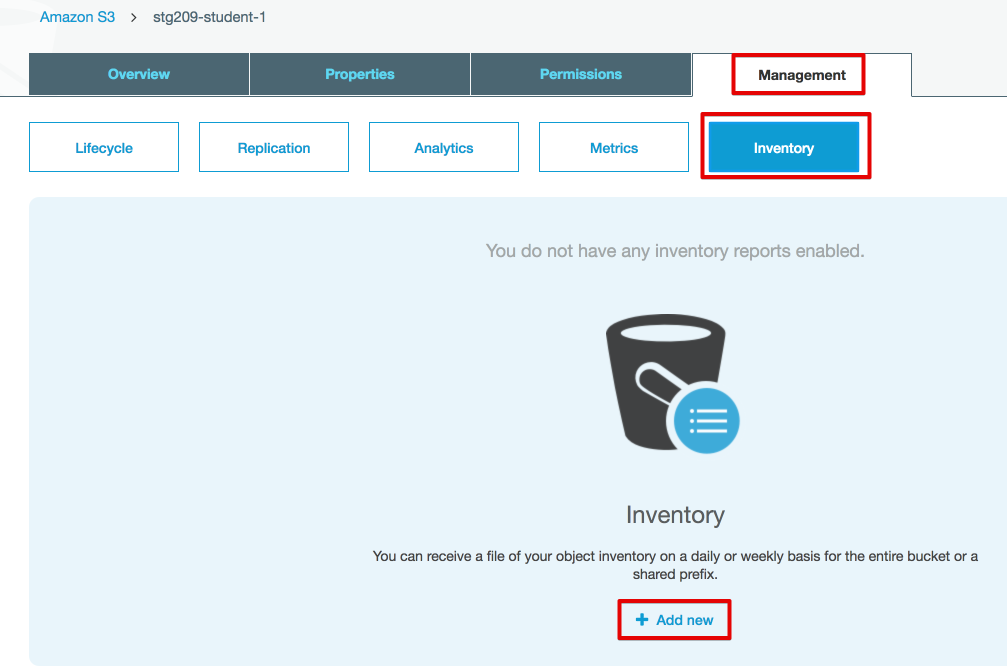 Amazon S3 > stg209-student-1
Overview Properties Permissions Management
Lifecycle Replication Analytics Metrics Inventory
You do not have any inventory reports enabled.
Inventory
You can receive a file of your object inventory on a daily or weekly basis for the entire bucket or a
shared prefix.
+ Add new